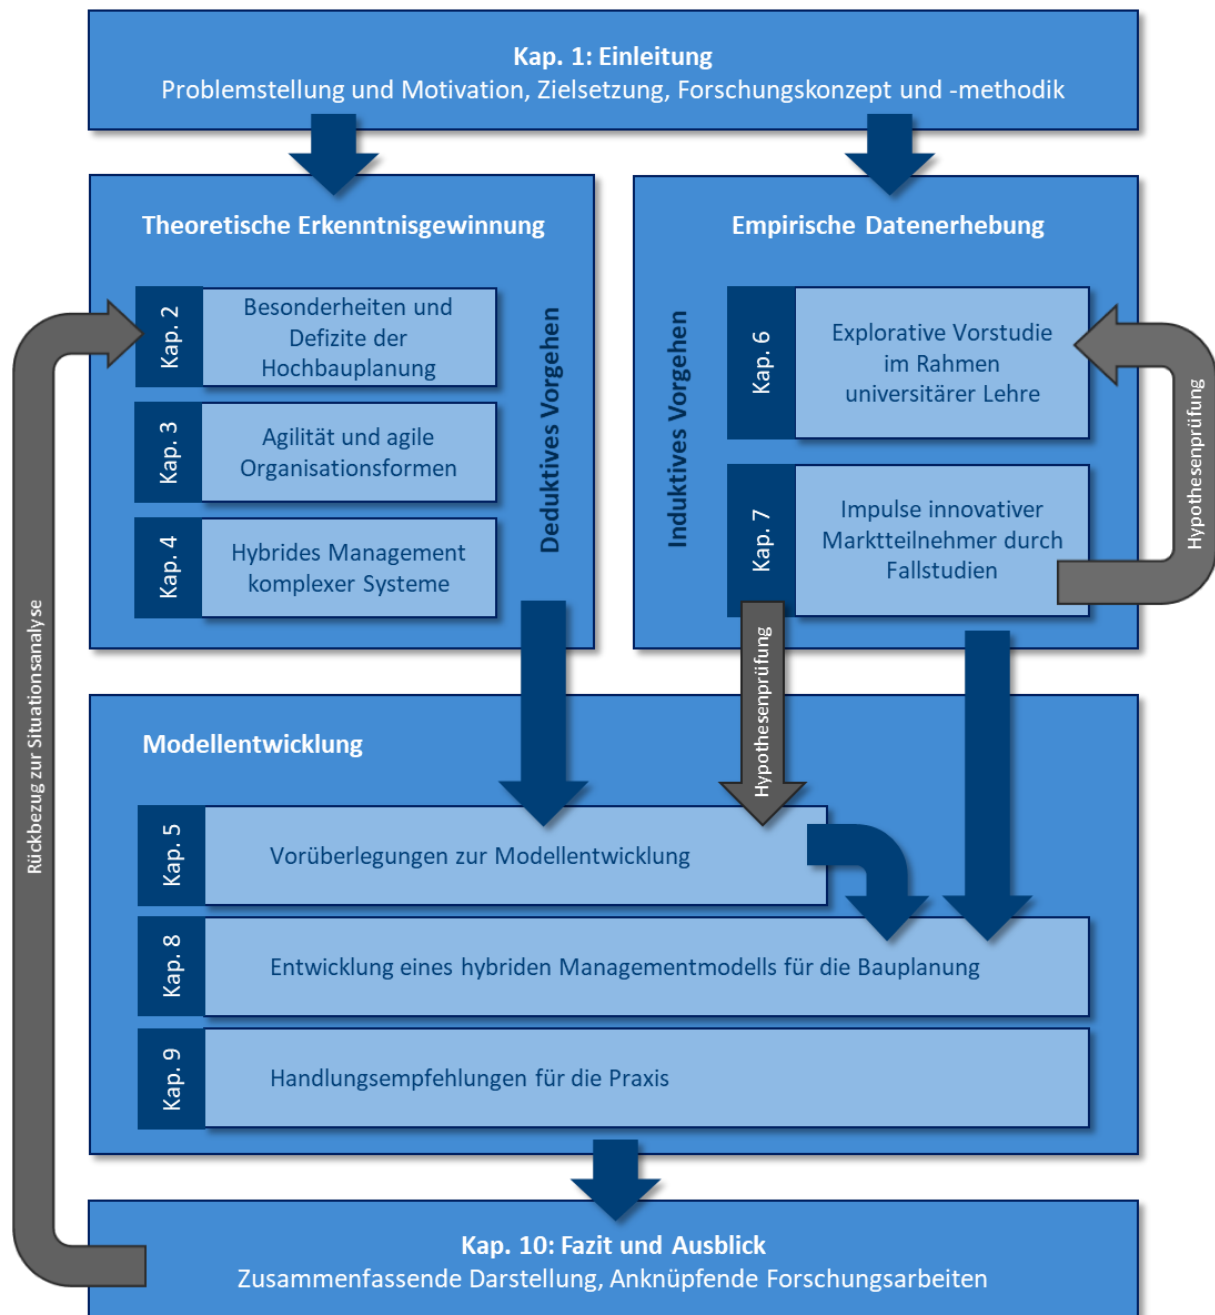 Kap. 1: Einleitung
Problemstellung und Motivation, Zielsetzung, Forschungskonzept und -methodik
Theoretische Erkenntnisgewinnung
Kap. 2
Besonderheiten und
Defizite der
Hochbauplanung
Kap. 3
Agilität und agile
Organisationsformen
Kap. 4
Hybrides Management
komplexer Systeme
Deduktives Vorgehen
Empirische Datenerhebung
Induktives Vorgehen
Kap. 6
Explorative Vorstudie
im Rahmen
universitärer Lehre
Kap. 7
Impulse innovativer
Marktteilnehmer durch
Fallstudien
Hypothesenprüfung
Hypothesenprüfung
Rückbezug zur Situationsanalyse
Modellentwicklung
Kap. 5
Vorüberlegungen zur Modellentwicklung
Kap. 8
Entwicklung eines hybriden Managementmodells für die Bauplanung
Kap. 9
Handlungsempfehlungen für die Praxis
Kap. 10: Fazit und Ausblick
Zusammenfassende Darstellung, Anknüpfende Forschungsarbeiten